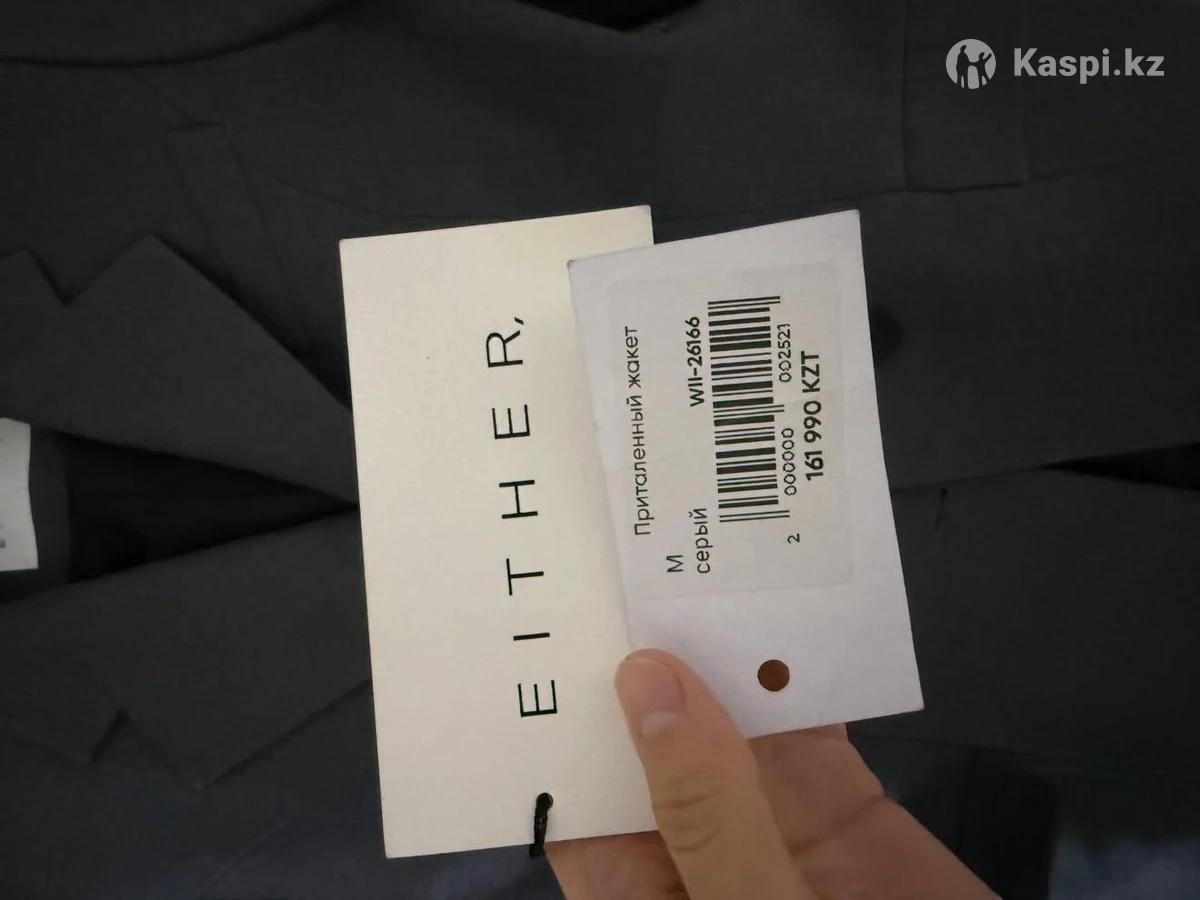 Kaspi.kz
EITHER,
Приталенный жакет
M
WII-26166
серый
2 000000 002521
161 990 KZT